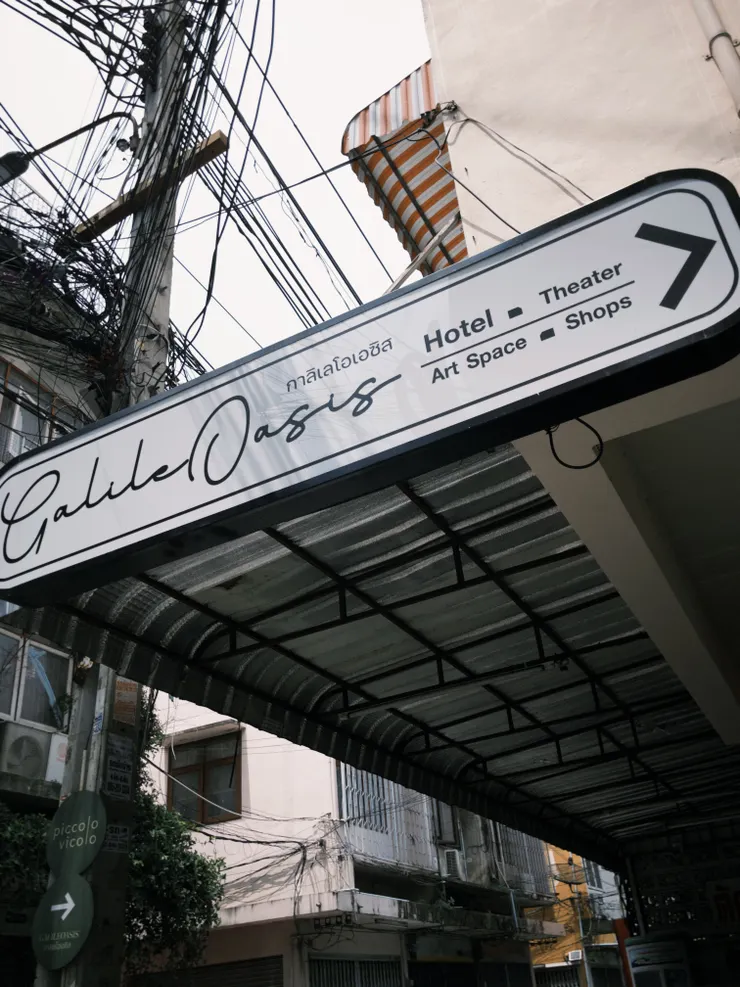 กาลิเลโอเอซิส
GalileOasis
Hotel Theater
Art Space Shops
piccolo
vicolo
GALILEOASIS